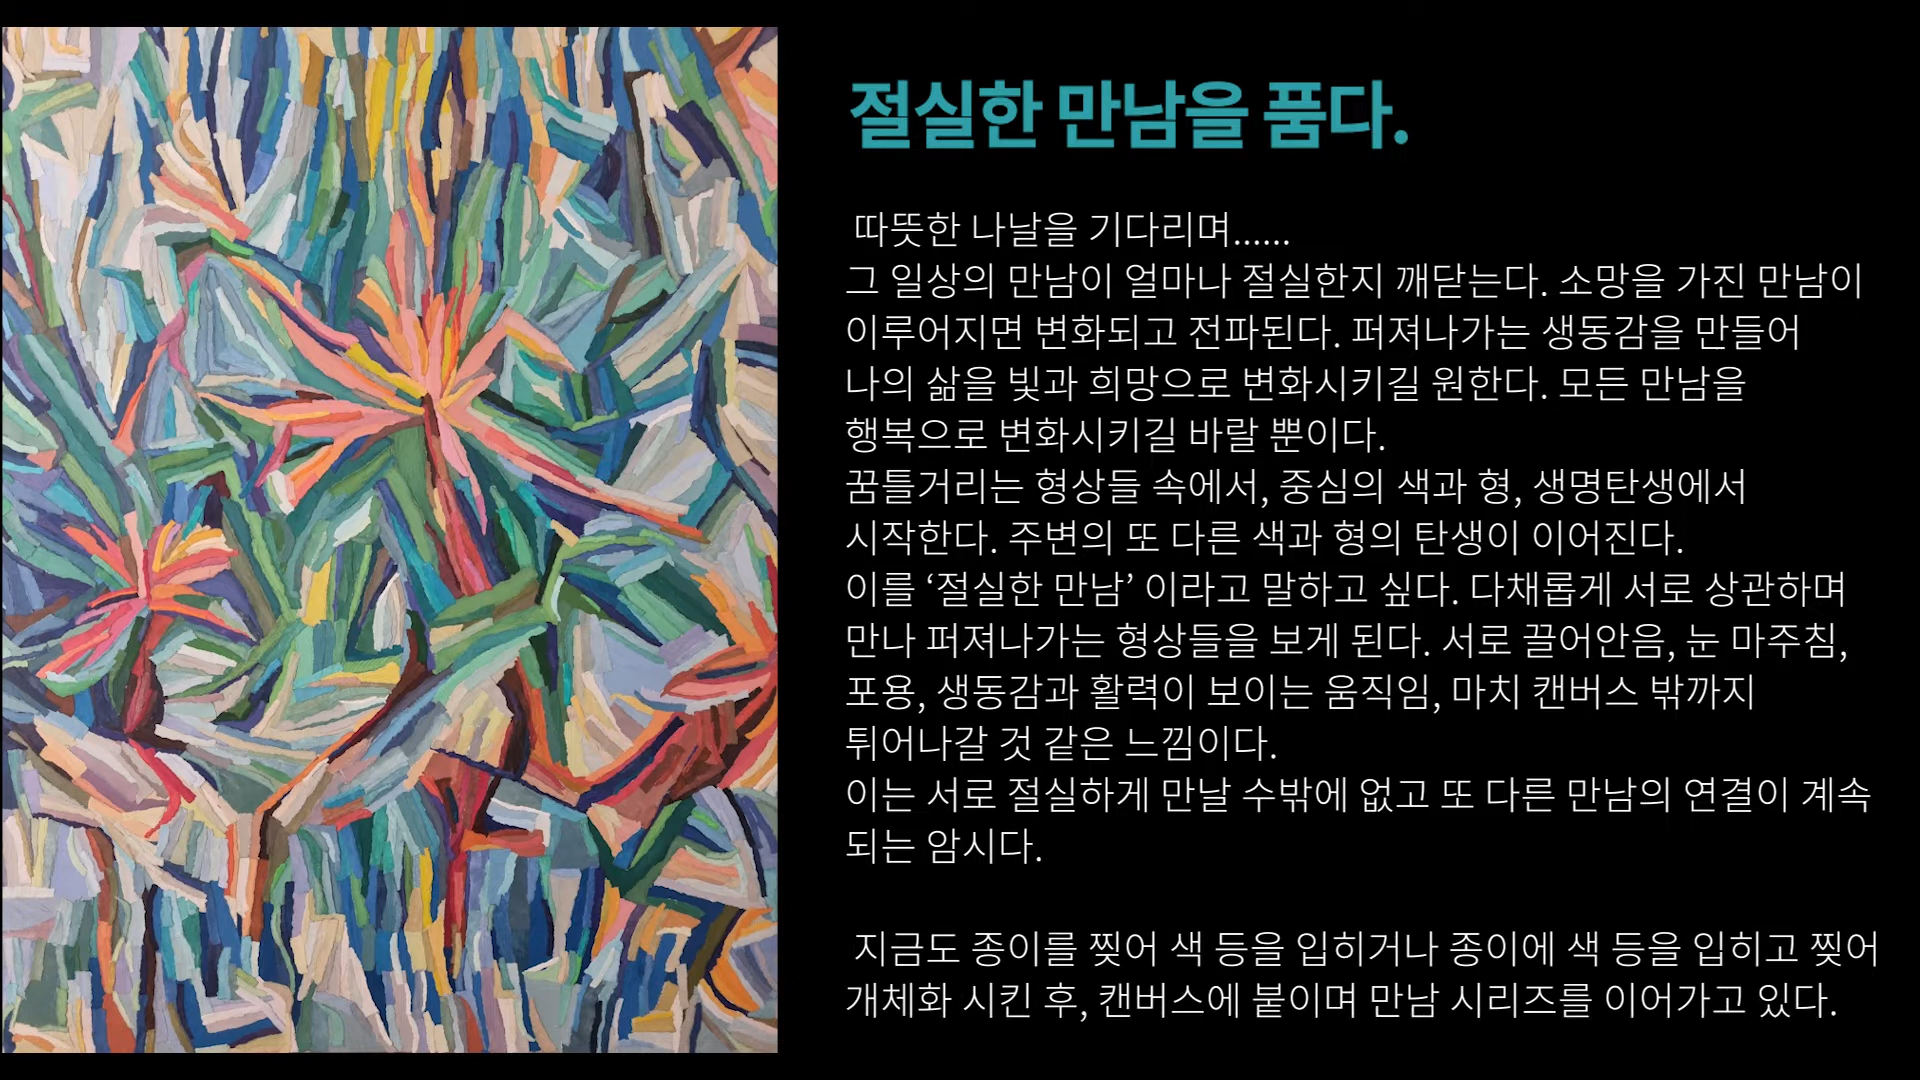 절실한 만남을 품다.
따뜻한 나날을 기다리며......
그 일상의 만남이 얼마나 절실한지 깨닫는다. 소망을 가진 만남이
이루어지면 변화되고 전파된다. 퍼져나가는 생동감을 만들어
나의 삶을 빛과 희망으로 변화시키길 원한다. 모든 만남을
행복으로 변화시키길 바랄 뿐이다.
꿈틀거리는 형상들 속에서, 중심의 색과 형, 생명탄생에서
시작한다. 주변의 또 다른 색과 형의 탄생이 이어진다.
이를 ‘절실한 만남’ 이라고 말하고 싶다. 다채롭게 서로 상관하며
만나 퍼져나가는 형상들을 보게 된다. 서로 끌어안음, 눈 마주침,
포용, 생동감과 활력이 보이는 움직임, 마치 캔버스 밖까지
튀어나갈 것 같은 느낌이다.
이는 서로 절실하게 만날 수밖에 없고 또 다른 만남의 연결이 계속
되는 암시다.
지금도 종이를 찢어 색 등을 입히거나 종이에 색 등을 입히고 찢어
개체화 시킨 후, 캔버스에 붙이며 만남 시리즈를 이어가고 있다.